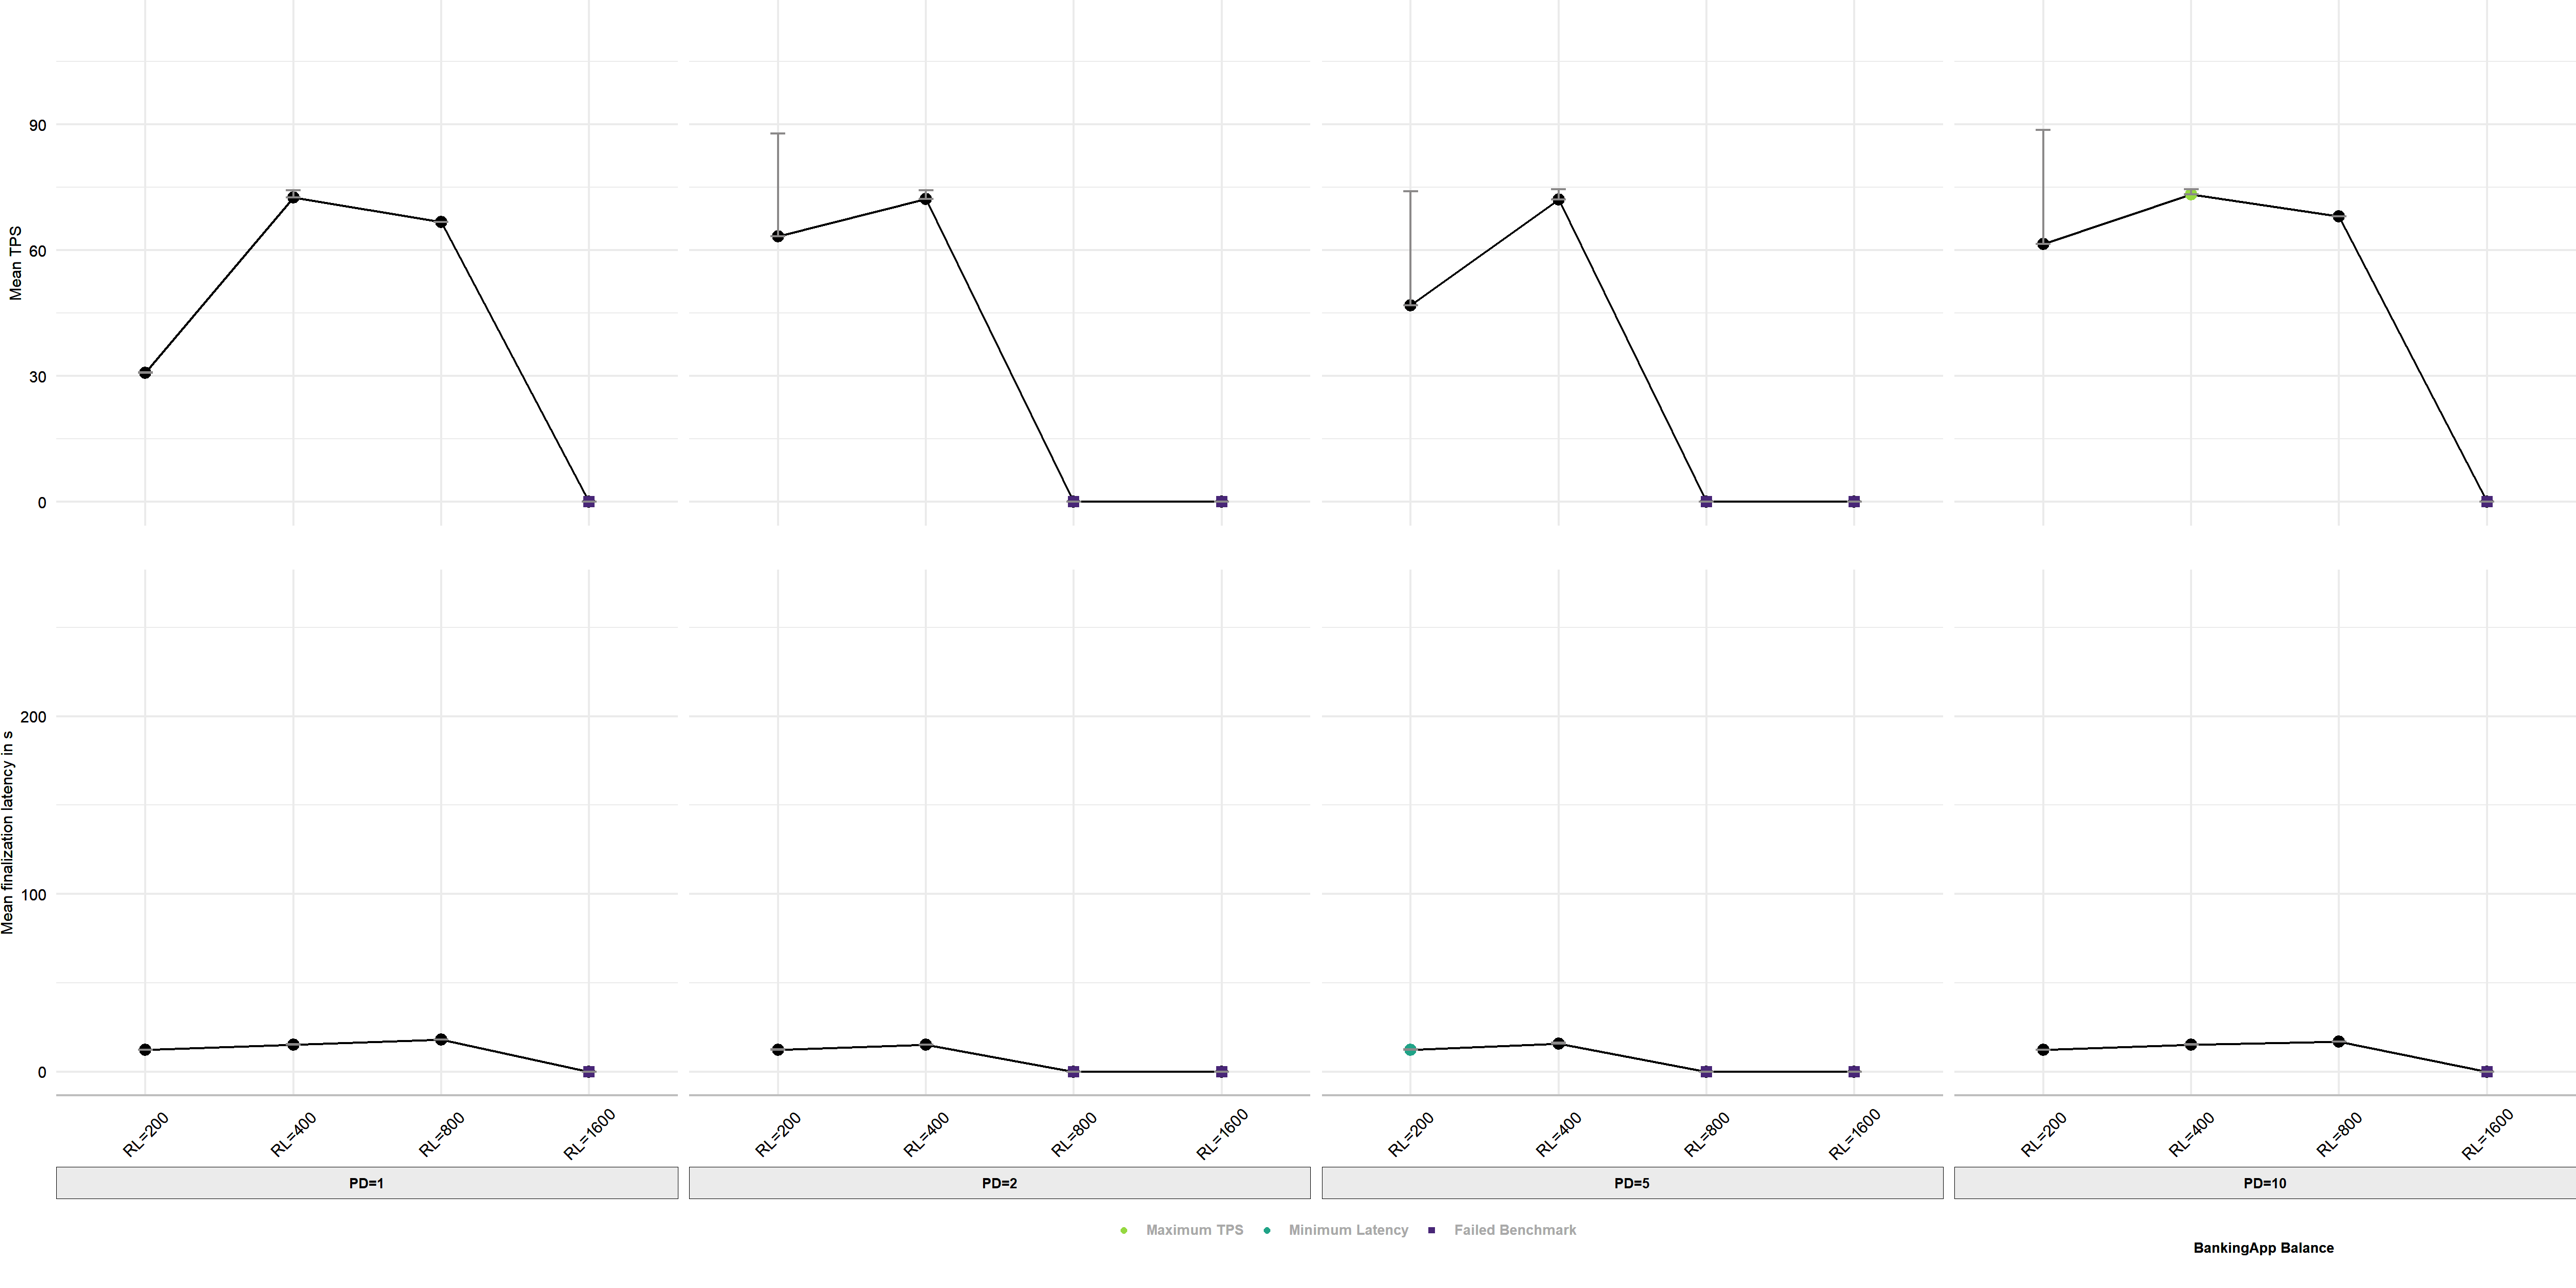 Mean TPS
90
60
30
0
Mean finalization latency in s
200
100
0
RL=200 RL=400 RL=800 RL=1600 RL=200 RL=400 RL=800 RL=1600 RL=200 RL=400 RL=800 RL=1600 RL=200 RL=400 RL=800 RL=1600
PD=1 PD=2 PD=5 PD=10
Maximum TPS Minimum Latency Failed Benchmark
BankingApp Balance